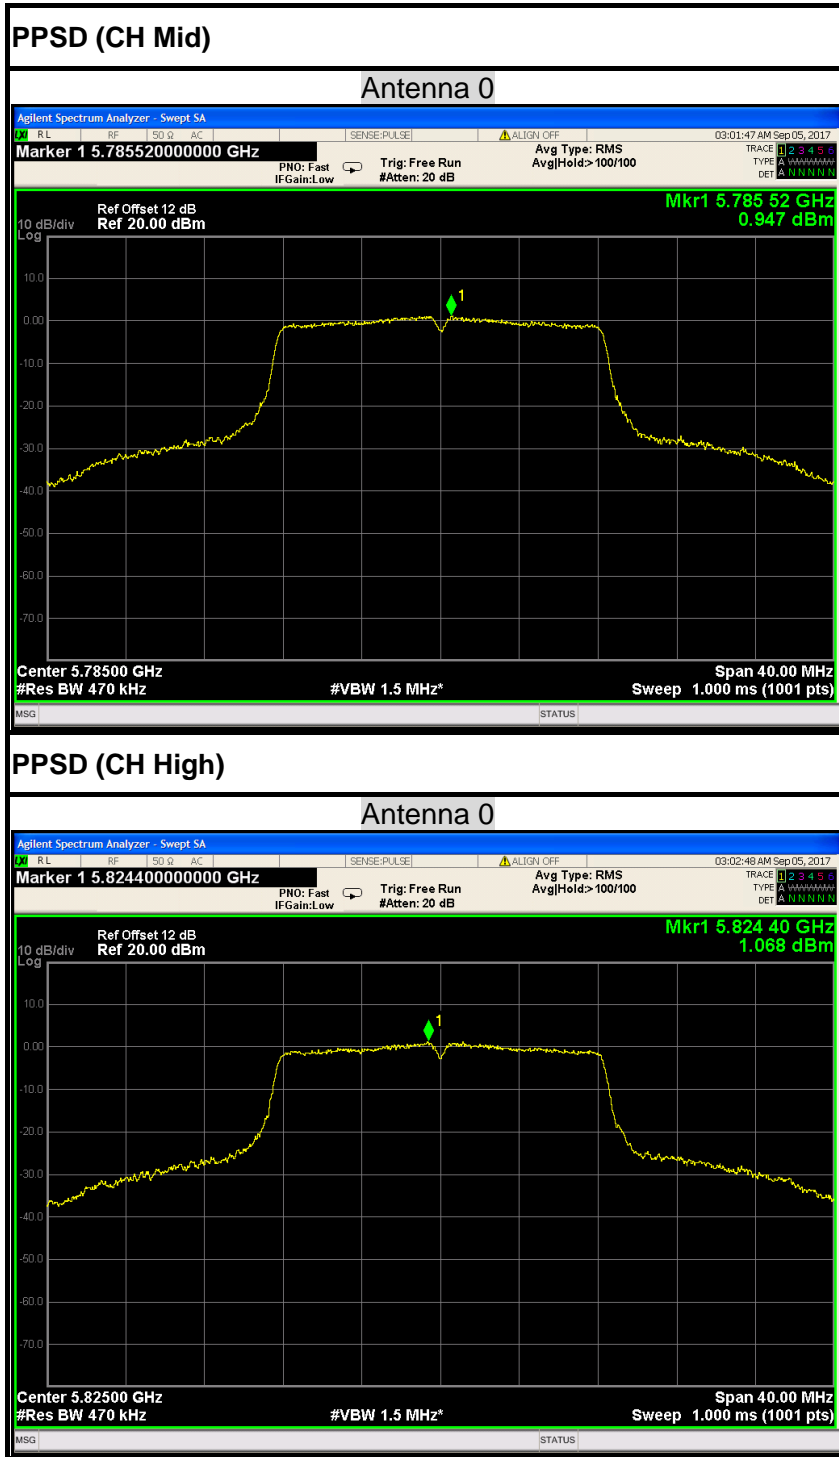 PPSD (CH Mid)
Antenna 0
Agilent Spectrum Analyzer - Swept SA
LXI RL RF 50 Ω AC SENSE:PULSE ALIGN OFF 03:01:47 AM Sep 05, 2017
Marker 1 5.785520000000 GHz
PNO: Fast
IFGain:Low
Trig: Free Run
#Atten: 20 dB
Avg Type: RMS
Avg|Hold:>100/100
TRACE 1 2 3 4 5 6
TYPE A WWWWW
DET A N N N N N
Mkr1 5.785 52 GHz
0.947 dBm
10 dB/div
Log
Ref Offset 12 dB
Ref 20.00 dBm
1
10.0
0.00
-10.0
-20.0
-30.0
-40.0
-50.0
-60.0
-70.0
Center 5.78500 GHz Span 40.00 MHz
#Res BW 470 kHz #VBW 1.5 MHz* Sweep 1.000 ms (1001 pts)
MSG STATUS
PPSD (CH High)
Antenna 0
Agilent Spectrum Analyzer - Swept SA
LXI RL RF 50 Ω AC SENSE:PULSE ALIGN OFF 03:02:48 AM Sep 05, 2017
Marker 1 5.824400000000 GHz
PNO: Fast
IFGain:Low
Trig: Free Run
#Atten: 20 dB
Avg Type: RMS
Avg|Hold:>100/100
TRACE 1 2 3 4 5 6
TYPE A WWWWW
DET A N N N N N
Mkr1 5.824 40 GHz
1.068 dBm
10 dB/div
Log
Ref Offset 12 dB
Ref 20.00 dBm
1
10.0
0.00
-10.0
-20.0
-30.0
-40.0
-50.0
-60.0
-70.0
Center 5.82500 GHz Span 40.00 MHz
#Res BW 470 kHz #VBW 1.5 MHz* Sweep 1.000 ms (1001 pts)
MSG STATUS